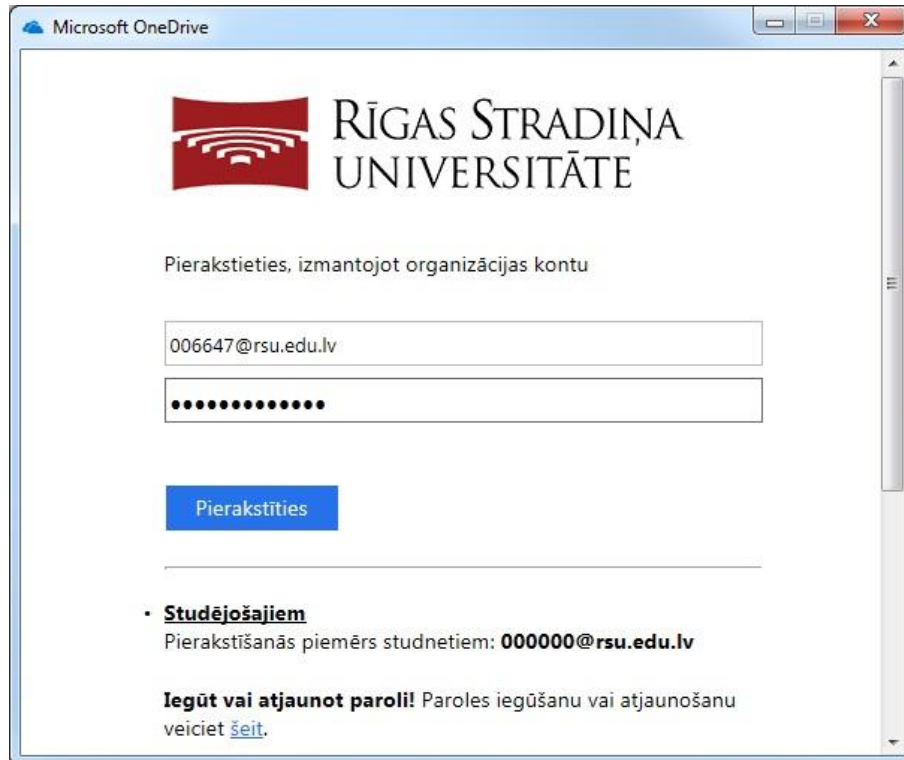 Microsoft OneDrive
RĪGAS STRADIŅA
UNIVERSITĀTE
Pierakstieties, izmantojot organizācijas kontu
006647@rsu.edu.lv
•••••••••••••
Pierakstīties
• Studējošajiem
Pierakstīšanās piemērs studnetiem: 000000@rsu.edu.lv
Iegūt vai atjaunot paroli! Paroles iegūšanu vai atjaunošanu
veiciet šeit.